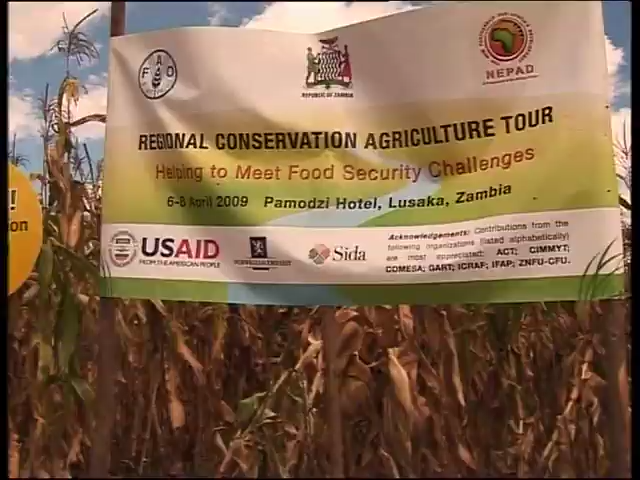 FAO
REPUBLIC OF ZAMBIA
NEPAD
REGIONAL CONSERVATION AGRICULTURE TOUR
Helping to Meet Food Security Challenges
6-8 April 2009 Pamodzi Hotel, Lusaka, Zambia
!
on
USAID
FROM THE AMERICAN PEOPLE
Sida
Acknowledgements: Contributions from the
following organizations (listed alphabetically)
are most appreciated: ACT; CIMMYT;
COMESA; GART; ICRAF; IFAP; ZNFU-CFU.